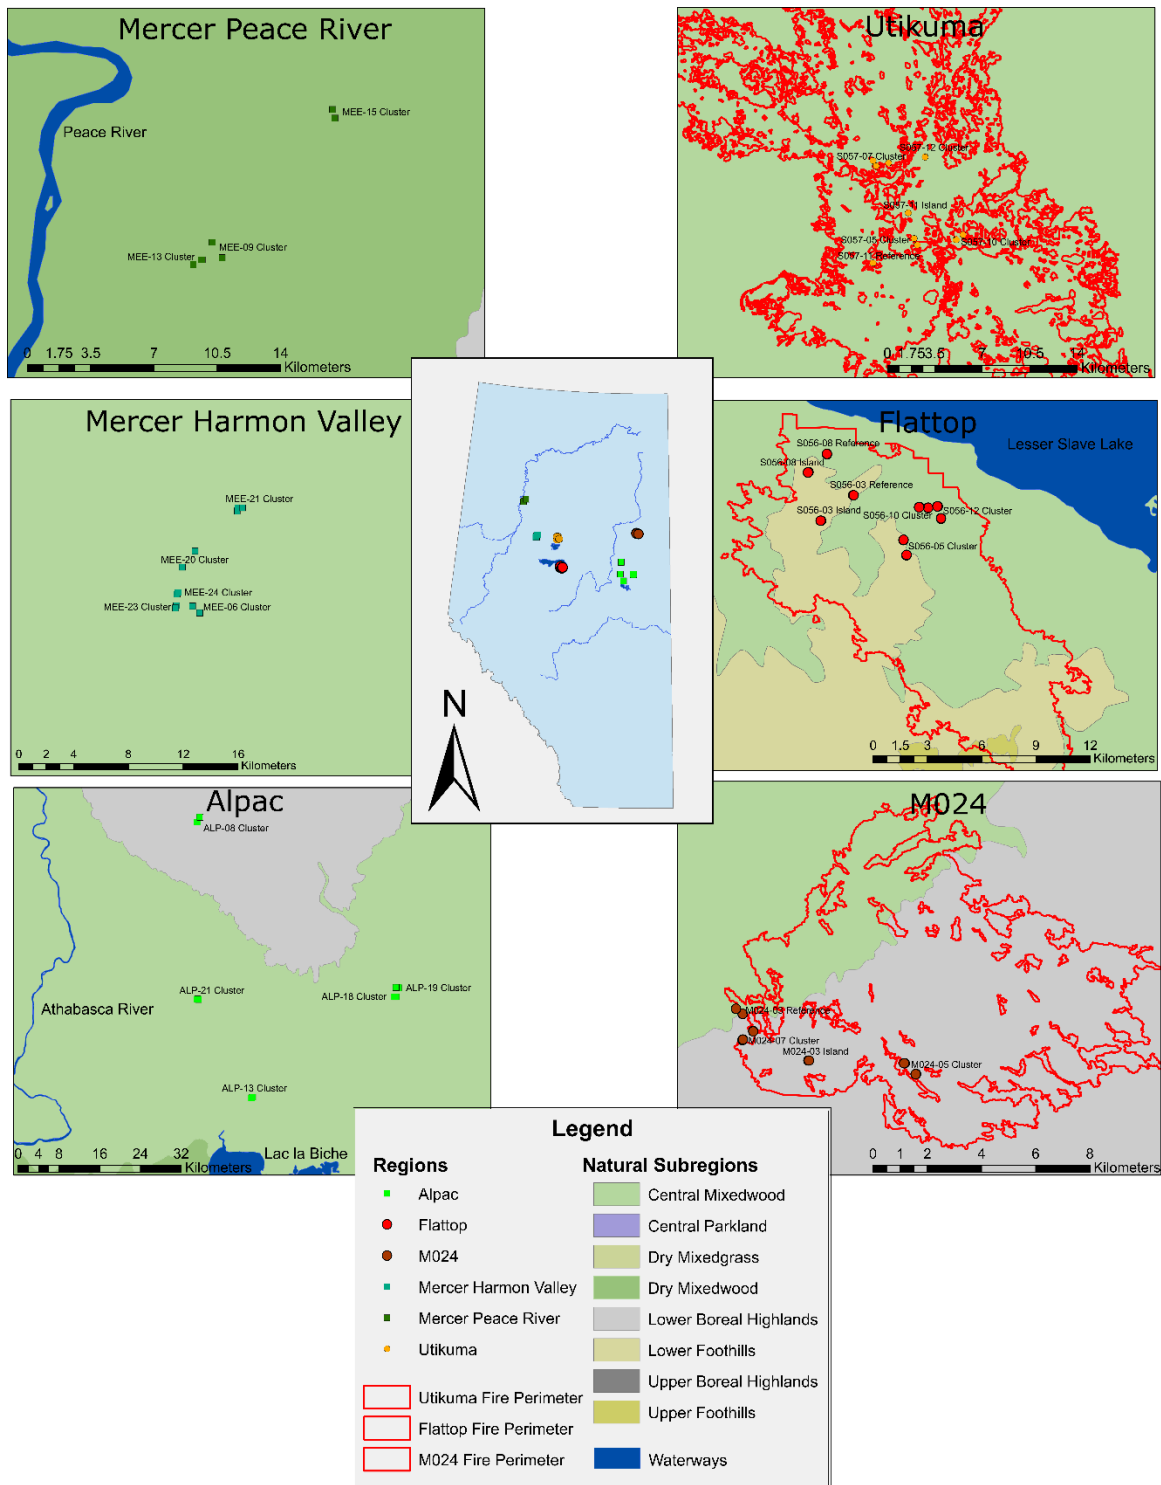 Mercer Peace River
Peace River
MEE-15 Cluster
MEE-09 Cluster
MEE-13 Cluster
0 1.75 3.5 7 10.5 14
Kilometers
Utikuma
S057-12 Cluster
S057-07 Cluster
S057-11 Island
S057-05 Cluster
S057-10 Cluster
S057-11 Reference
0 1.753.5 7 10.5 14
Kilometers
Mercer Harmon Valley
MEE-21 Cluster
MEE-20 Cluster
MEE-24 Cluster
MEE-23 Cluster
MEE-06 Cluster
0 2 4 8 12 16
Kilometers
N
Flattop
Lesser Slave Lake
S056-08 Reference
S056-08 Island
S056-03 Reference
S056-03 Island
S056-10 Cluster
S056-12 Cluster
S056-05 Cluster
0 1.5 3 6 9 12
Kilometers
Alpac
ALP-08 Cluster
Athabasca River
ALP-21 Cluster
ALP-18 Cluster
ALP-19 Cluster
ALP-13 Cluster
Lac la Biche
0 4 8 16 24 32
Kilometers
M024
M024-03 Reference
M024-07 Cluster
M024-03 Island
M024-05 Cluster
0 1 2 4 6 8
Kilometers
Legend
Regions
Alpac
Flattop
M024
Mercer Harmon Valley
Mercer Peace River
Utikuma
Utikuma Fire Perimeter
Flattop Fire Perimeter
M024 Fire Perimeter
Natural Subregions
Central Mixedwood
Central Parkland
Dry Mixedgrass
Dry Mixedwood
Lower Boreal Highlands
Lower Foothills
Upper Boreal Highlands
Upper Foothills
Waterways